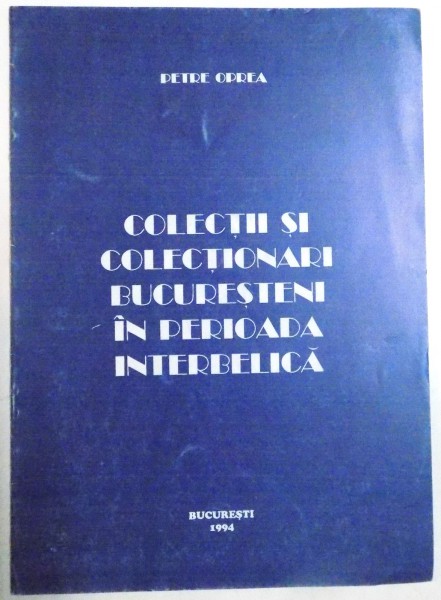 PETRE OPREA
COLECȚII ȘI
COLECȚIONARI
BUCUREȘTENI
ÎN PERIOADA
INTERBELICĂ
BUCUREȘTI
1994